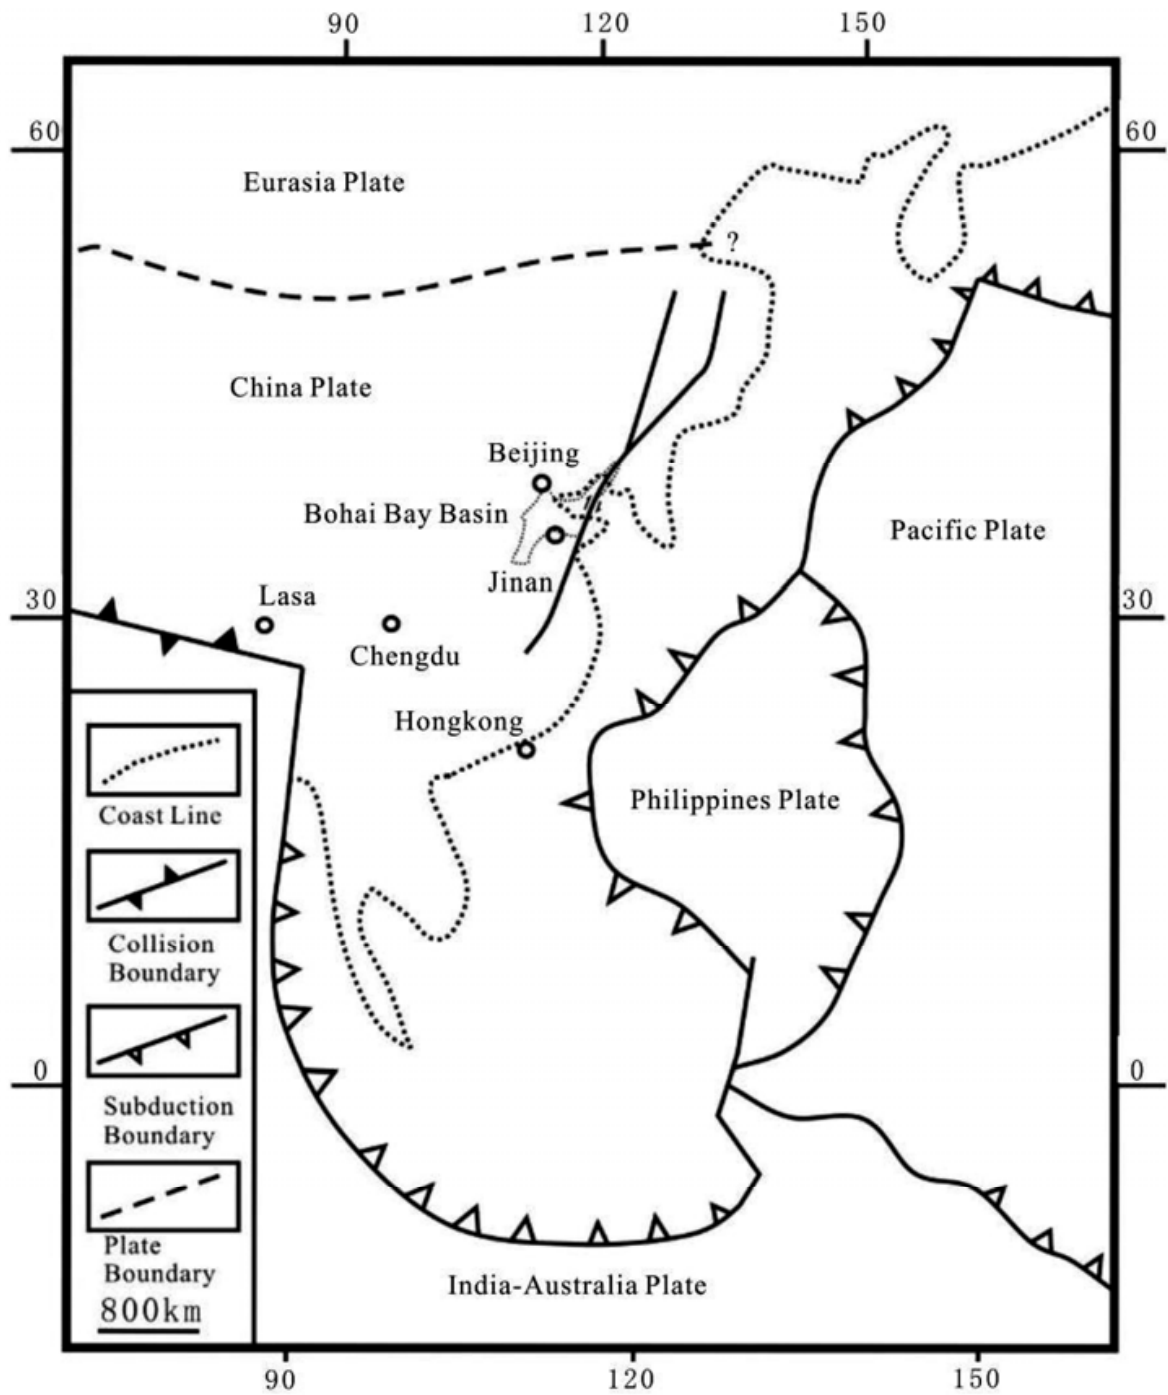 90 120 150
60 60
Eurasia Plate
?
China Plate
Beijing
Bohai Bay Basin
Pacific Plate
Jinan
Lasa
30 30
Chengdu
Hongkong
Philippines Plate
Coast Line
Collision
Boundary
0 0
Subduction
Boundary
Plate
Boundary
India-Australia Plate
800km
90 120 150